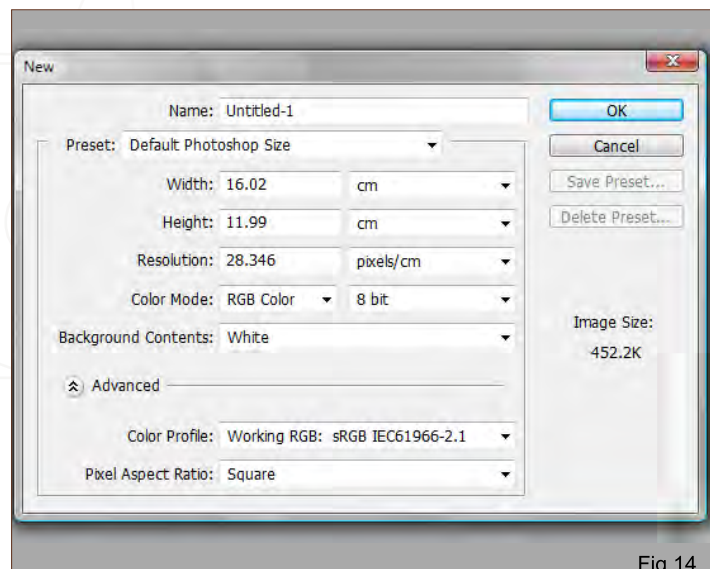 New
X
Name: Untitled-1
OK
Preset: Default Photoshop Size
Cancel
Width: 16.02 cm
Save Preset...
Height: 11.99 cm
Delete Preset...
Resolution: 28.346 pixels/cm
Color Mode: RGB Color 8 bit
Image Size:
Background Contents: White
452.2K
Advanced
Color Profile: Working RGB: sRGB IEC61966-2.1
Pixel Aspect Ratio: Square
Fig 14